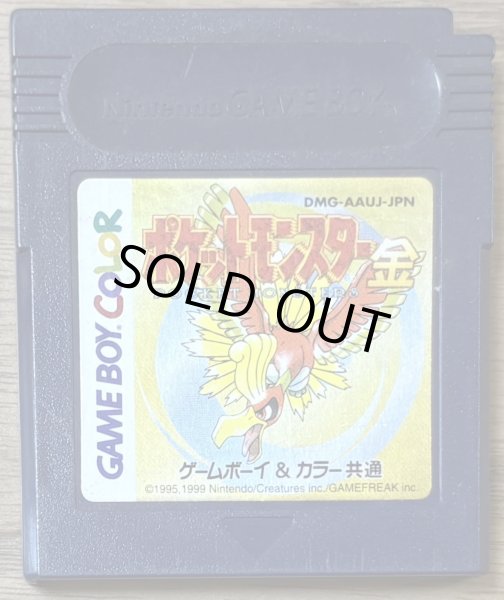 Nintendo GAME BOY
DMG-AAUJ-JPN
ポケットモンスター
金
SOLD OUT
GAME BOY COLOR
ゲームボーイ & カラー共通
©1995,1999 Nintendo/Creatures inc./GAMEFREAK inc.